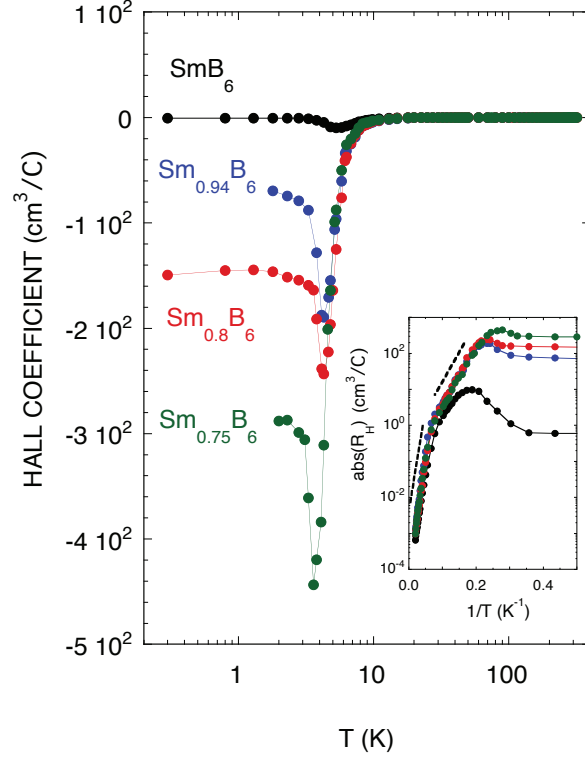 1 10²
0
-1 10²
-2 10²
-3 10²
-4 10²
-5 10²
HALL COEFFICIENT (cm³/C)
SmB₆
Sm₀.₉₄B₆
Sm₀.₈B₆
Sm₀.₇₅B₆
1
10
100
T (K)
10²
10⁰
10⁻²
10⁻⁴
abs(R_H) (cm³/C)
0.0
0.2
0.4
1/T (K⁻¹)